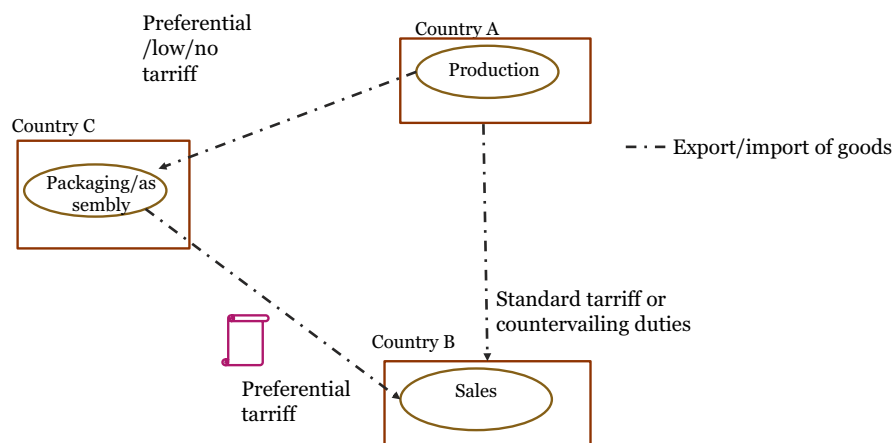 Preferential
/low/no
tarriff
Country A
Production
Country C
Packaging/as
sembly
Export/import of goods
Standard tariff or
countervailing duties
Country B
Sales
Preferential
tarriff